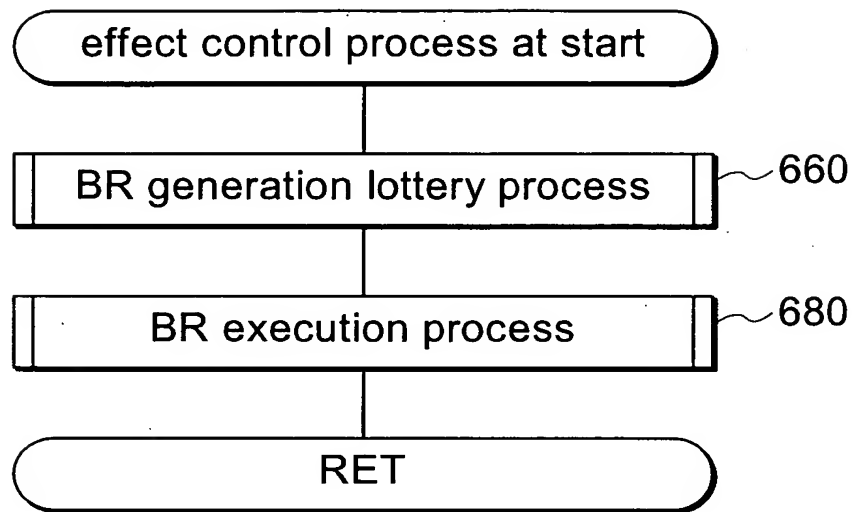 effect control process at start
BR generation lottery process
660
BR execution process
680
RET